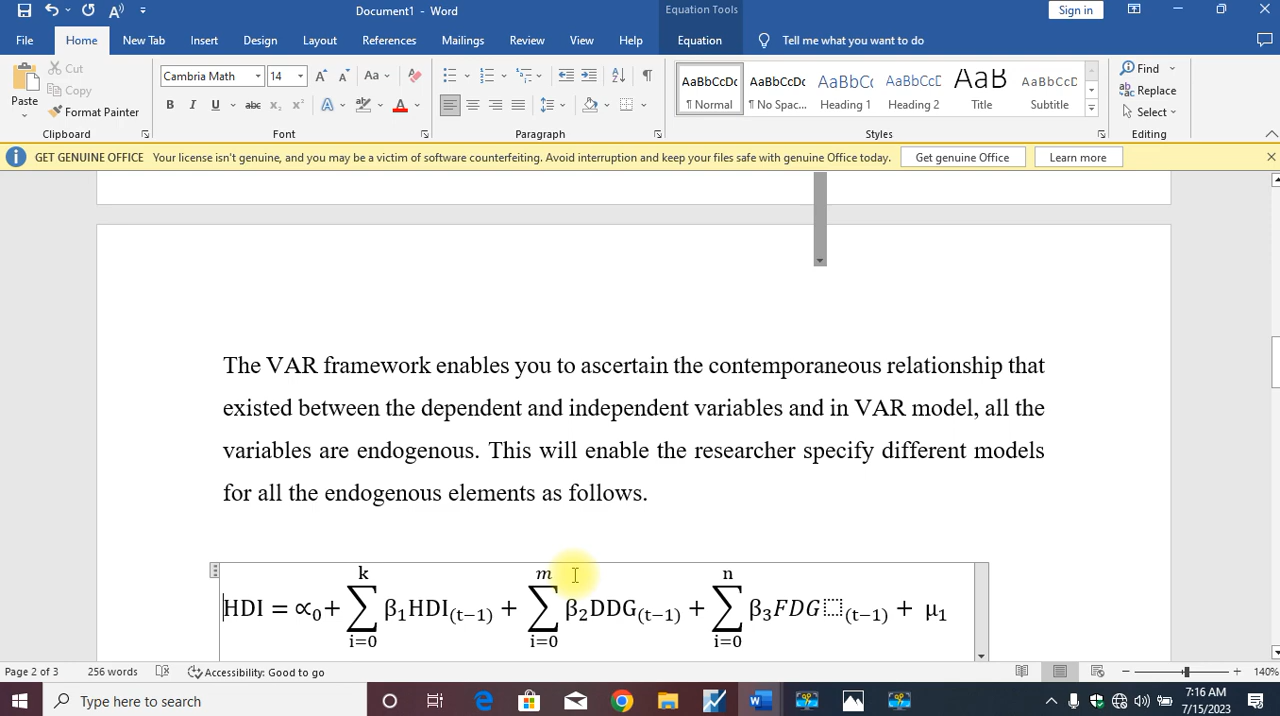 Document1 - Word
Equation Tools
Sign in
File Home New Tab Insert Design Layout References Mailings Review View Help Equation Tell me what you want to do
Cut
Copy
Format Painter
Paste
Cambria Math 14
Aa
B I U abc x₂ x² A A
AaBbCcDc AaBbCcDc AaBbCc AaBbCcD AaB AaBbCcD
¶ Normal ¶ No Spac... Heading 1 Heading 2 Title Subtitle
Find
Replace
Select
Clipboard Font Paragraph Styles Editing
GET GENUINE OFFICE Your license isn't genuine, and you may be a victim of software counterfeiting. Avoid interruption and keep your files safe with genuine Office today. Get genuine Office Learn more
The VAR framework enables you to ascertain the contemporaneous relationship that
existed between the dependent and independent variables and in VAR model, all the
variables are endogenous. This will enable the researcher specify different models
for all the endogenous elements as follows.
k m n
HDI = ∝₀+ ∑ β₁HDI₍t−1₎ + ∑ β₂DDG₍t−1₎ + ∑ β₃FDG⬚₍t−1₎ + μ₁
i=0 i=0 i=0
Page 2 of 3 256 words Accessibility: Good to go 140%
Type here to search
7:16 AM
7/15/2023